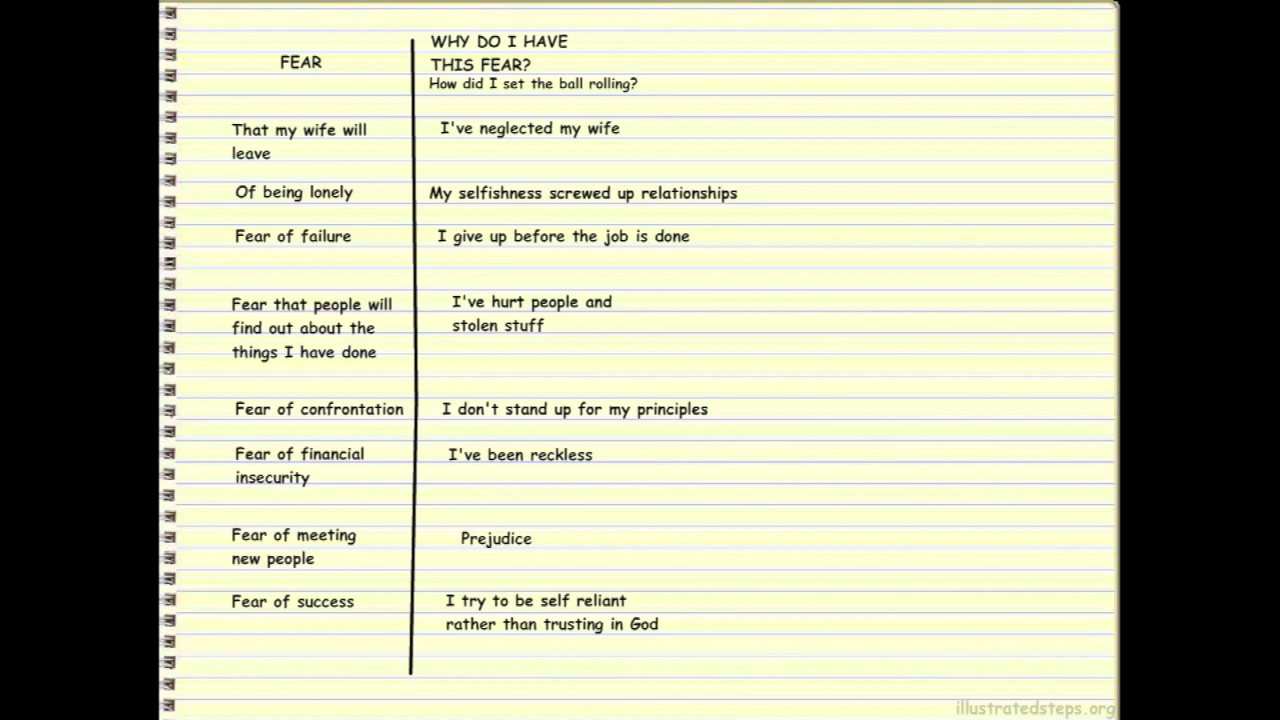 FEAR
WHY DO I HAVE
THIS FEAR?
How did I set the ball rolling?
That my wife will
leave
I've neglected my wife
Of being lonely
My selfishness screwed up relationships
Fear of failure
I give up before the job is done
Fear that people will
find out about the
things I have done
I've hurt people and
stolen stuff
Fear of confrontation
I don't stand up for my principles
Fear of financial
insecurity
I've been reckless
Fear of meeting
new people
Prejudice
Fear of success
I try to be self reliant
rather than trusting in God
illustratedsteps.org